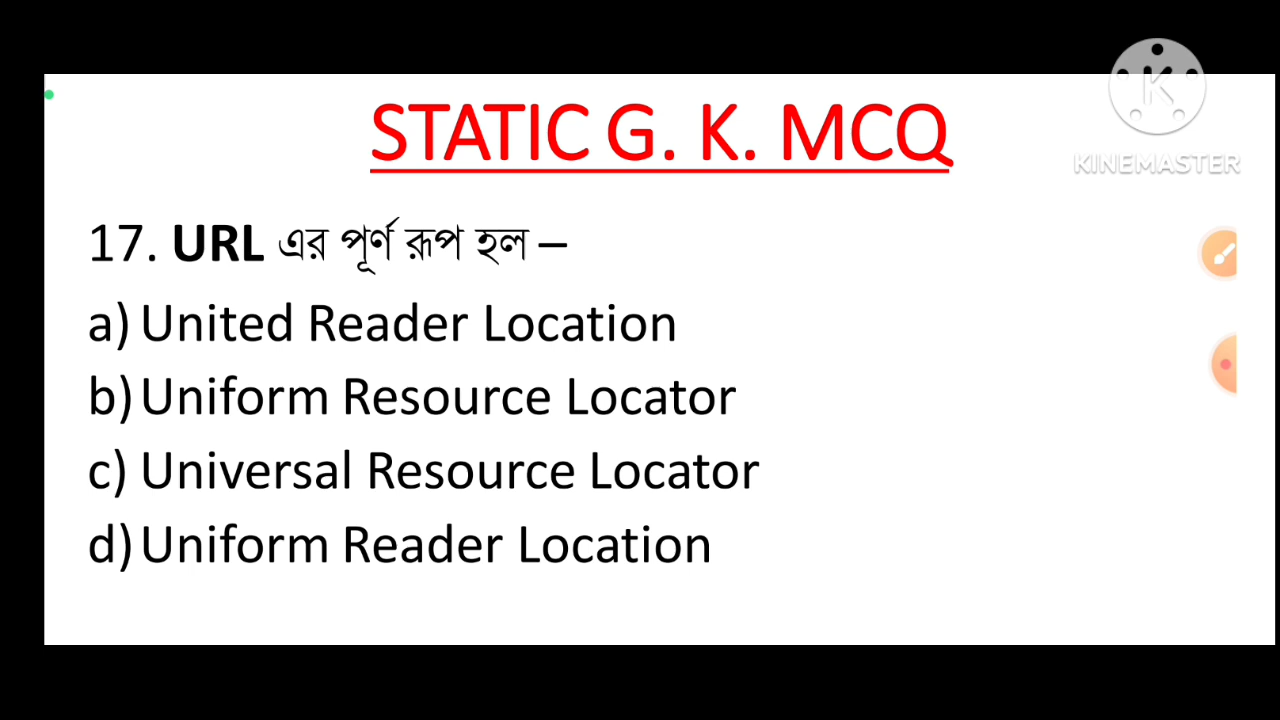 STATIC G. K. MCQ
KINEMASTER
17. URL এর পূর্ণ রূপ হল –
a) United Reader Location
b) Uniform Resource Locator
c) Universal Resource Locator
d) Uniform Reader Location